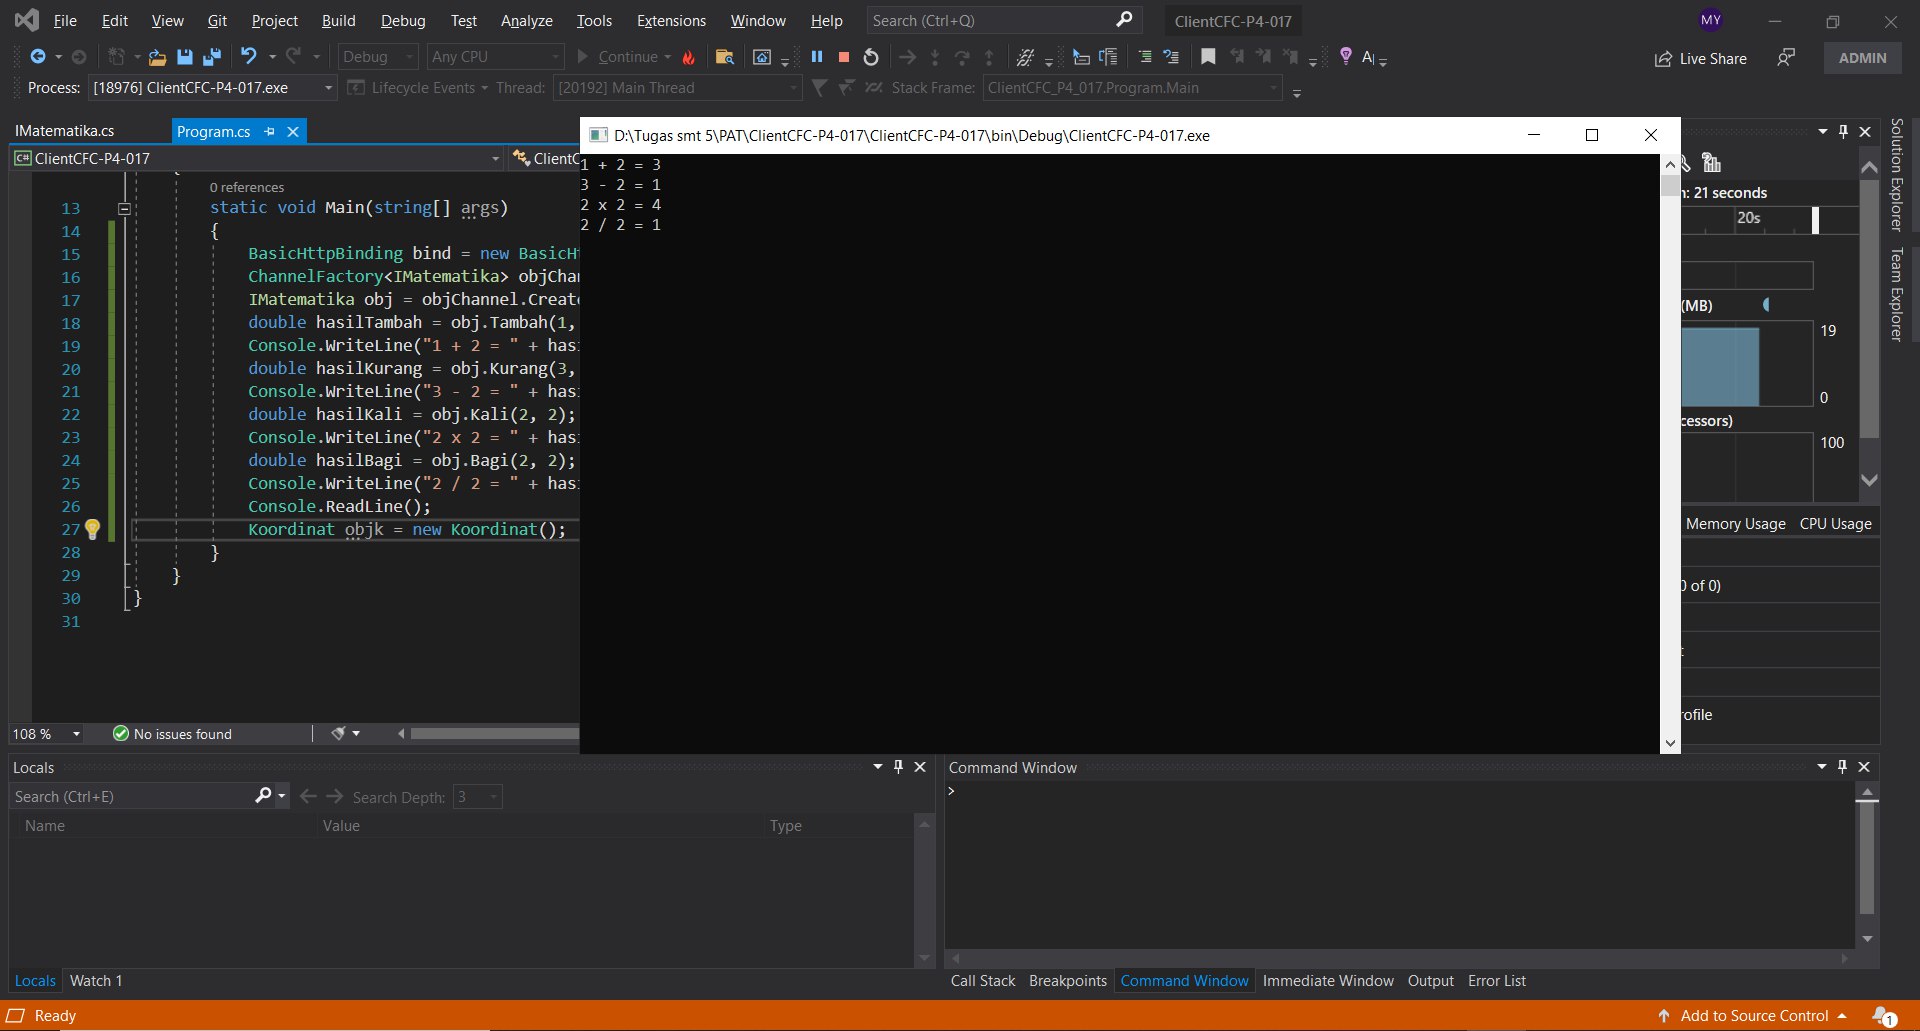 File Edit View Git Project Build Debug Test Analyze Tools Extensions Window Help Search (Ctrl+Q) ClientCFC-P4-017 MY
Debug Any CPU Continue Live Share ADMIN
Process: [18976] ClientCFC-P4-017.exe Lifecycle Events Thread: [20192] Main Thread Stack Frame: ClientCFC_P4_017.Program.Main
IMatematika.cs Program.cs
C# ClientCFC-P4-017 ClientC
D:\Tugas smt 5\PAT\ClientCFC-P4-017\ClientCFC-P4-017\bin\Debug\ClientCFC-P4-017.exe
1 + 2 = 3
3 - 2 = 1
2 x 2 = 4
2 / 2 = 1
0 references
13 static void Main(string[] args)
14 {
15 BasicHttpBinding bind = new BasicH
16 ChannelFactory<IMatematika> objCha
17 IMatematika obj = objChannel.Create
18 double hasilTambah = obj.Tambah(1,
19 Console.WriteLine("1 + 2 = " + hasi
20 double hasilKurang = obj.Kurang(3,
21 Console.WriteLine("3 - 2 = " + hasi
22 double hasilKali = obj.Kali(2, 2);
23 Console.WriteLine("2 x 2 = " + hasi
24 double hasilBagi = obj.Bagi(2, 2);
25 Console.WriteLine("2 / 2 = " + hasi
26 Console.ReadLine();
27 Koordinat objk = new Koordinat();
28 }
29 }
30 }
31
108 % No issues found
n: 21 seconds
20s
(MB)
19
0
cessors)
100
Memory Usage CPU Usage
0 of 0)
t
rofile
Solution Explorer
Team Explorer
Locals
Search (Ctrl+E) Search Depth: 3
Name Value Type
Locals Watch 1
Command Window
>
Call Stack Breakpoints Command Window Immediate Window Output Error List
Ready Add to Source Control 1